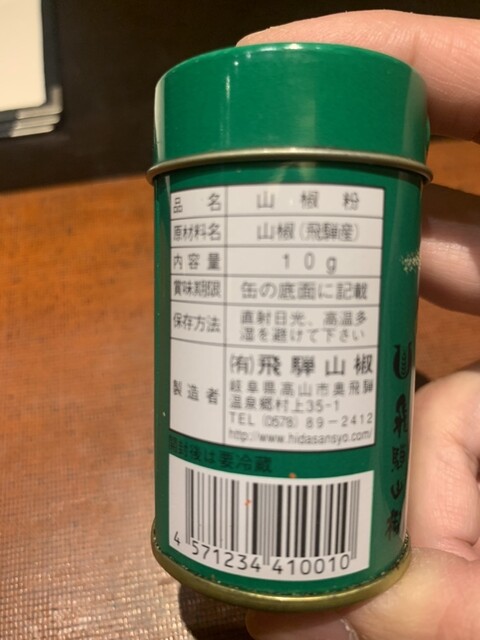 品名 山椒粉
原材料名 山椒(飛騨産)
内容量 10g
賞味期限 缶の底面に記載
保存方法 直射日光、高温多
湿を避けて下さい
製造者 (有)飛騨山椒
岐阜県高山市奥飛騨
温泉郷村上35-1
TEL (0578) 89-2412
http://www.hidasansyo.com/
開封後は要冷蔵
4 571234 410010
飛騨山椒